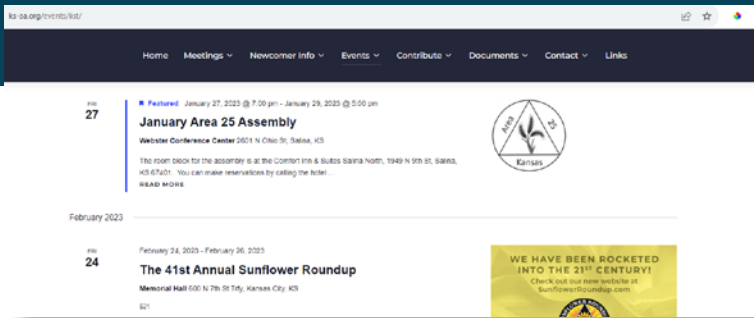 ks-aa.org/events/list/
Home Meetings Newcomer Info Events Contribute Documents Contact Links
FRI
27
Featured January 27, 2023 @ 7:00 pm - January 29, 2023 @ 5:00 pm
January Area 25 Assembly
Webster Conference Center 2601 N Ohio St, Salina, KS
The room block for the assembly is at the Comfort Inn & Suites Salina North, 1949 N 9th St, Salina,
KS 67401. You can make reservations by calling the hotel ...
READ MORE
Area 25
Kansas
February 2023
FRI
24
February 24, 2023 - February 26, 2023
The 41st Annual Sunflower Roundup
Memorial Hall 600 N 7th St Trfy, Kansas City, KS
$21
WE HAVE BEEN ROCKETED
INTO THE 21ST CENTURY!
Check out our new website at
SunflowerRoundup.com